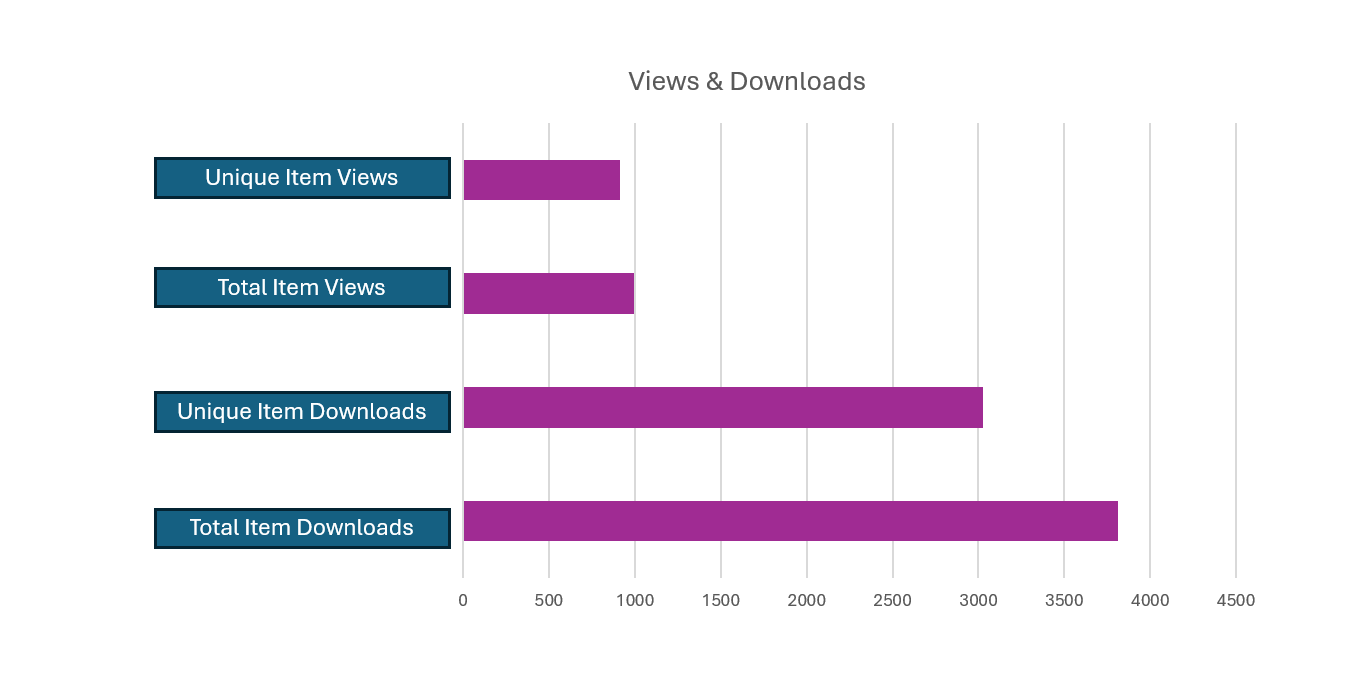 Views & Downloads
Unique Item Views
Total Item Views
Unique Item Downloads
Total Item Downloads
0 500 1000 1500 2000 2500 3000 3500 4000 4500